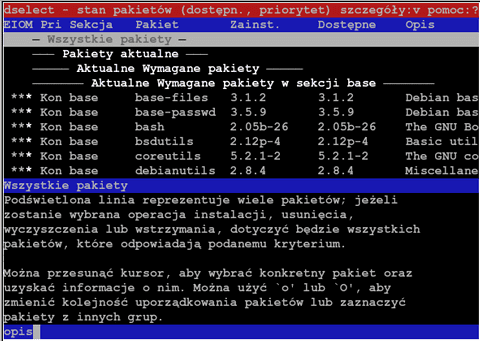 dselect - stan pakietów (dostępn., priorytet) szczegóły:v pomoc:?
EIOM Pri Sekcja Pakiet Zainst. Dostępne Opis
— Wszystkie pakiety —
——— Pakiety aktualne ———
————— Aktualne Wymagane pakiety —————
——————— Aktualne Wymagane pakiety w sekcji base ———————
*** Kon base base-files 3.1.2 3.1.2 Debian bas
*** Kon base base-passwd 3.5.9 3.5.9 Debian bas
*** Kon base bash 2.05b-26 2.05b-26 The GNU Bo
*** Kon base bsdutils 2.12p-4 2.12p-4 Basic util
*** Kon base coreutils 5.2.1-2 5.2.1-2 The GNU co
*** Kon base debianutils 2.8.4 2.8.4 Miscellane
Wszystkie pakiety
Podświetlona linia reprezentuje wiele pakietów; jeżeli
zostanie wybrana operacja instalacji, usunięcia,
wyczyszczenia lub wstrzymania, dotyczyć będzie wszystkich
pakietów, które odpowiadają podanemu kryterium.
Można przesunąć kursor, aby wybrać konkretny pakiet oraz
uzyskać informacje o nim. Można użyć `o' lub `O', aby
zmienić kolejność uporządkowania pakietów lub zaznaczyć
pakiety z innych grup.
opis